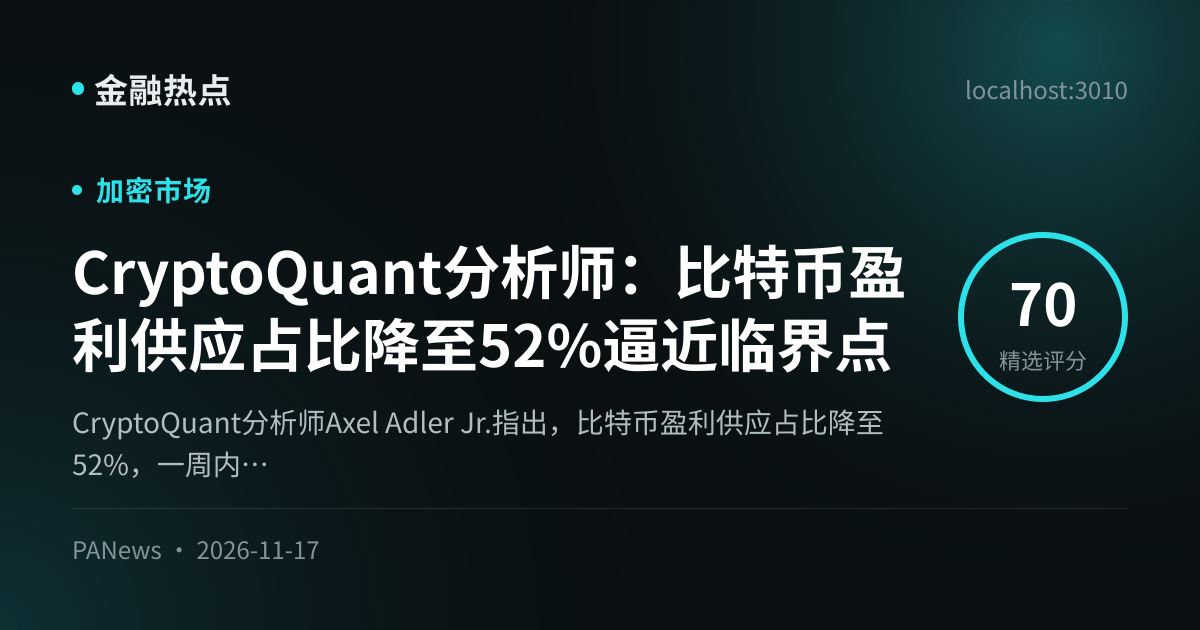 金融热点
localhost:3010
加密市场
CryptoQuant分析师：比特币盈
利供应占比降至52%逼近临界点
70
精选评分
CryptoQuant分析师Axel Adler Jr.指出，比特币盈利供应占比降至
52%，一周内…
PANews • 2026-11-17